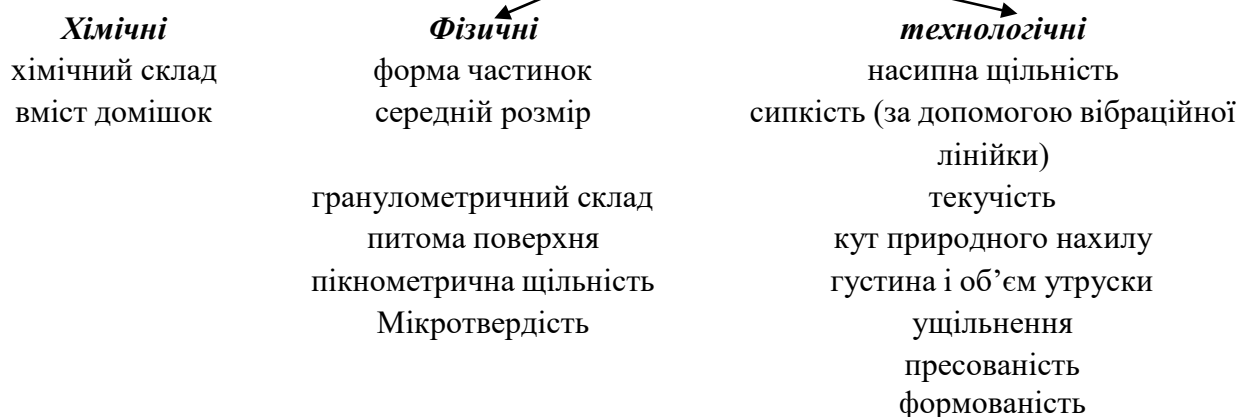 Хімічні
хімічний склад
вміст домішок
Фізичні
форма частинок
середній розмір
гранулометричний склад
питома поверхня
пікнометрична щільність
Мікротвердість
технологічні
насипна щільність
сипкість (за допомогою вібраційної
лінійки)
текучість
кут природного нахилу
густина і об’єм утруски
ущільнення
пресованість
формованість